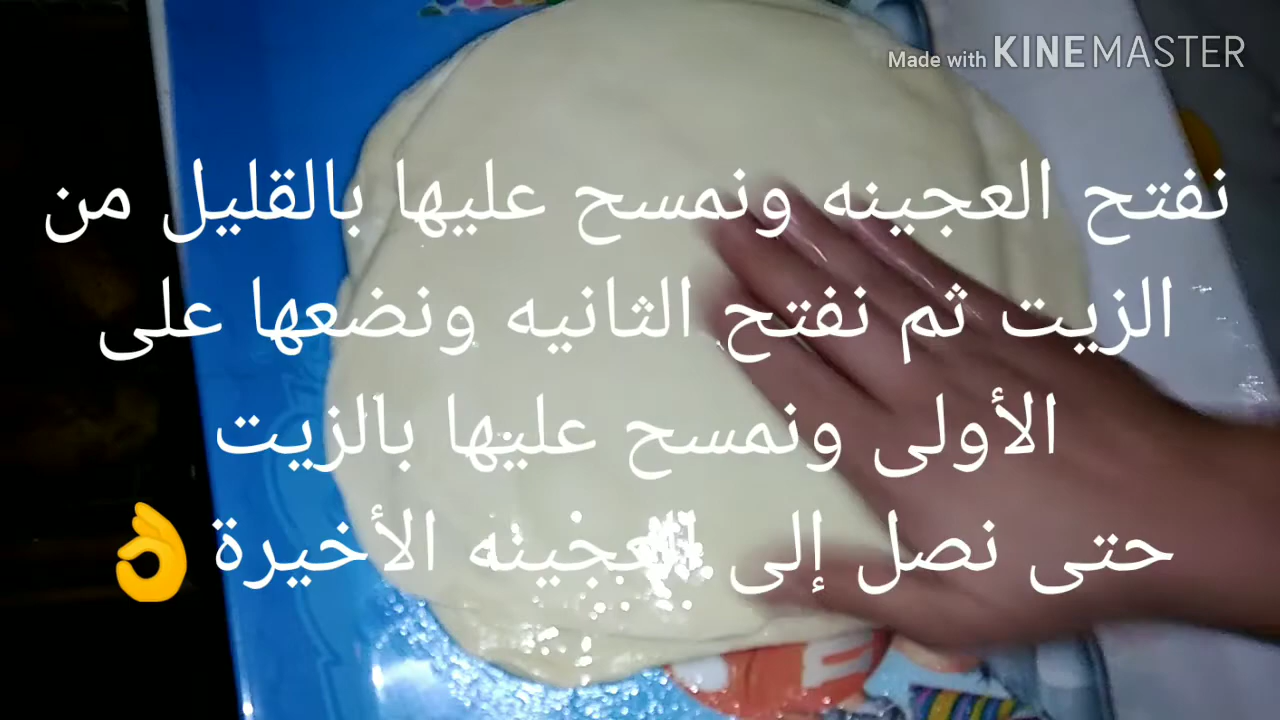 Made with KINEMASTER
نفتح العجينه ونمسح عليها بالقليل من
الزيت ثم نفتح الثانيه ونضعها على
الأولى ونمسح عليها بالزيت
حتى نصل إلى العجينه الأخيرة 👌